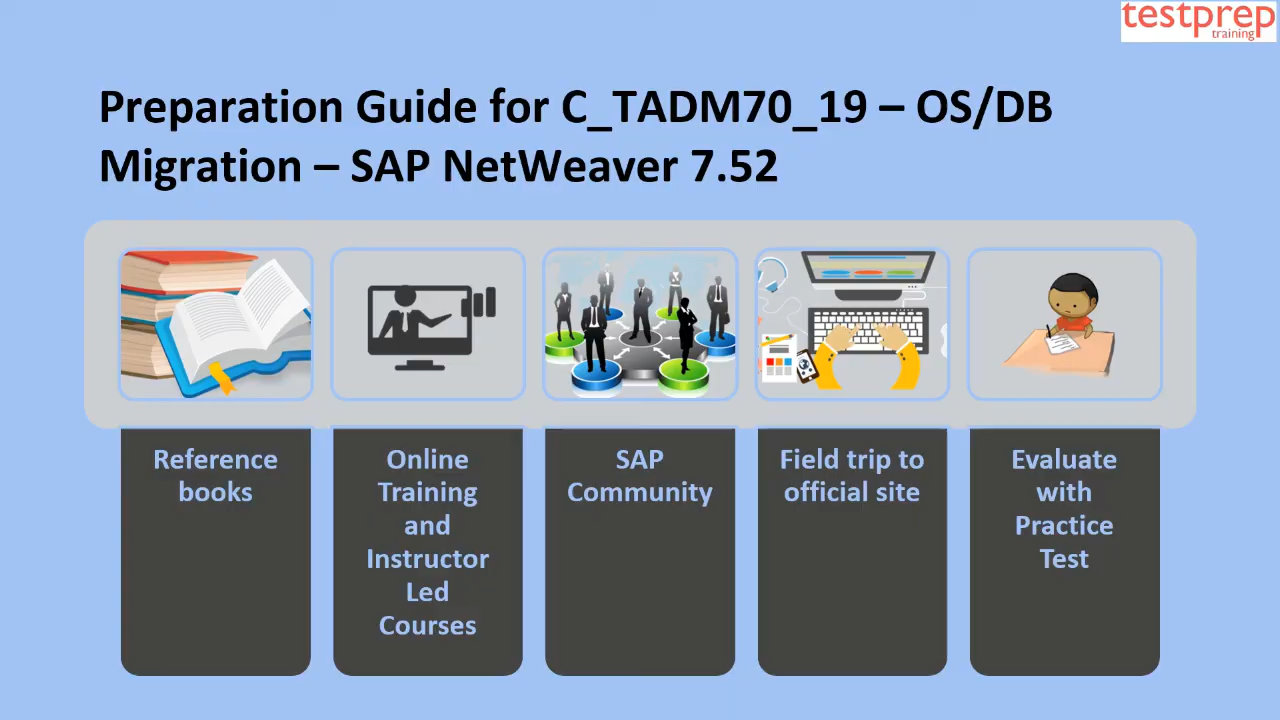 testprep
training
Preparation Guide for C_TADM70_19 – OS/DB
Migration – SAP NetWeaver 7.52
Reference
books
Online
Training
and
Instructor
Led
Courses
SAP
Community
Field trip to
official site
Evaluate
with
Practice
Test